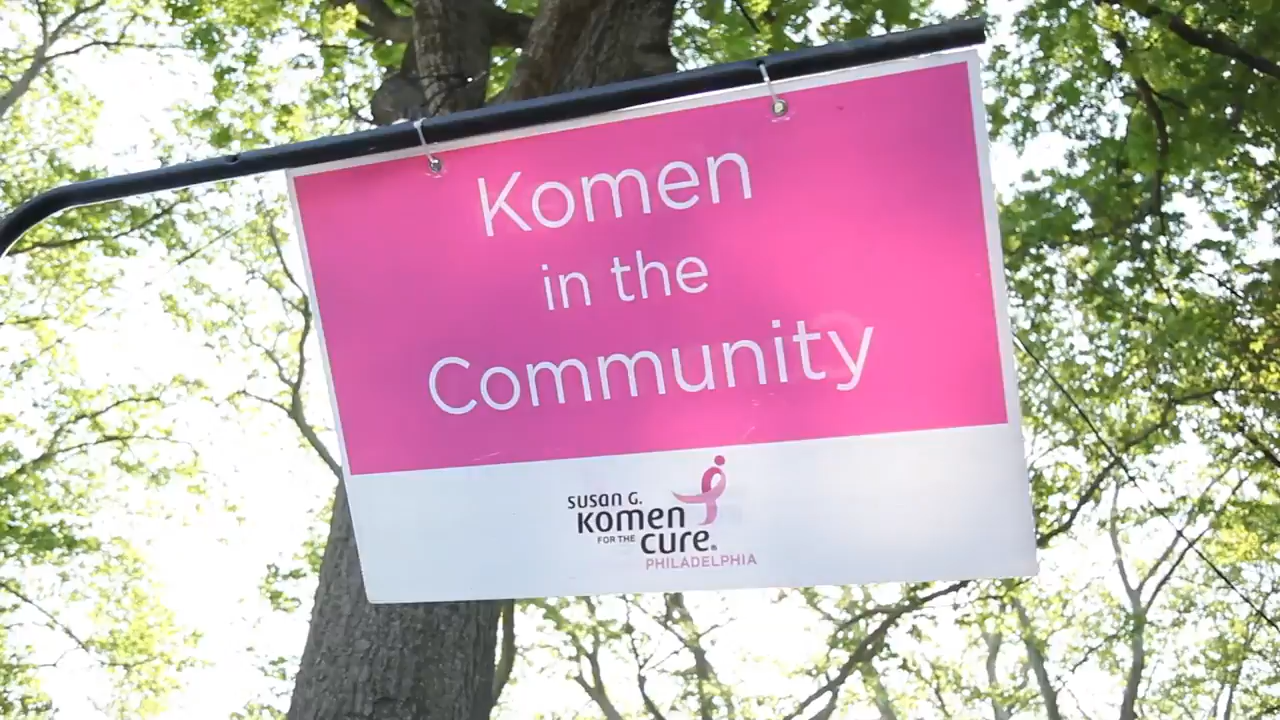 Komen
in the
Community
susan G.
komen
FOR THE
cure.
PHILADELPHIA